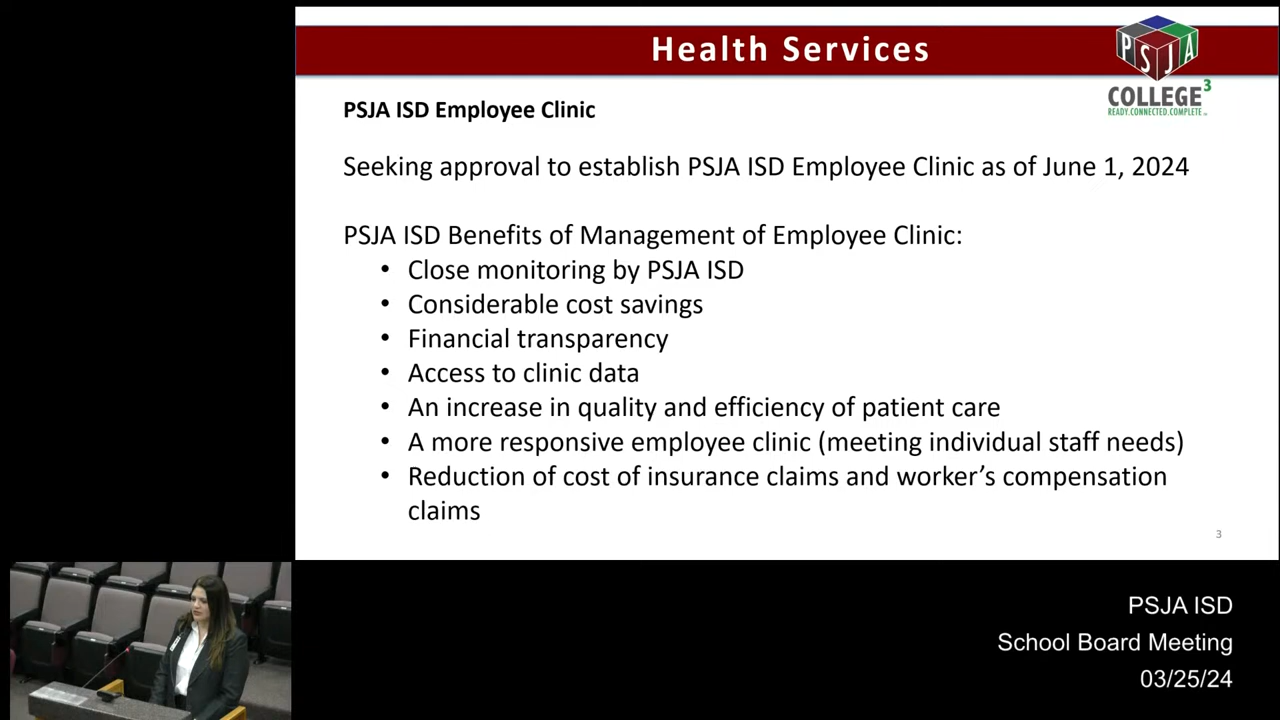 Health Services
PSJA
COLLEGE³
READY.CONNECTED.COMPLETE
PSJA ISD Employee Clinic
Seeking approval to establish PSJA ISD Employee Clinic as of June 1, 2024
PSJA ISD Benefits of Management of Employee Clinic:
• Close monitoring by PSJA ISD
• Considerable cost savings
• Financial transparency
• Access to clinic data
• An increase in quality and efficiency of patient care
• A more responsive employee clinic (meeting individual staff needs)
• Reduction of cost of insurance claims and worker’s compensation
claims
3
PSJA ISD
School Board Meeting
03/25/24